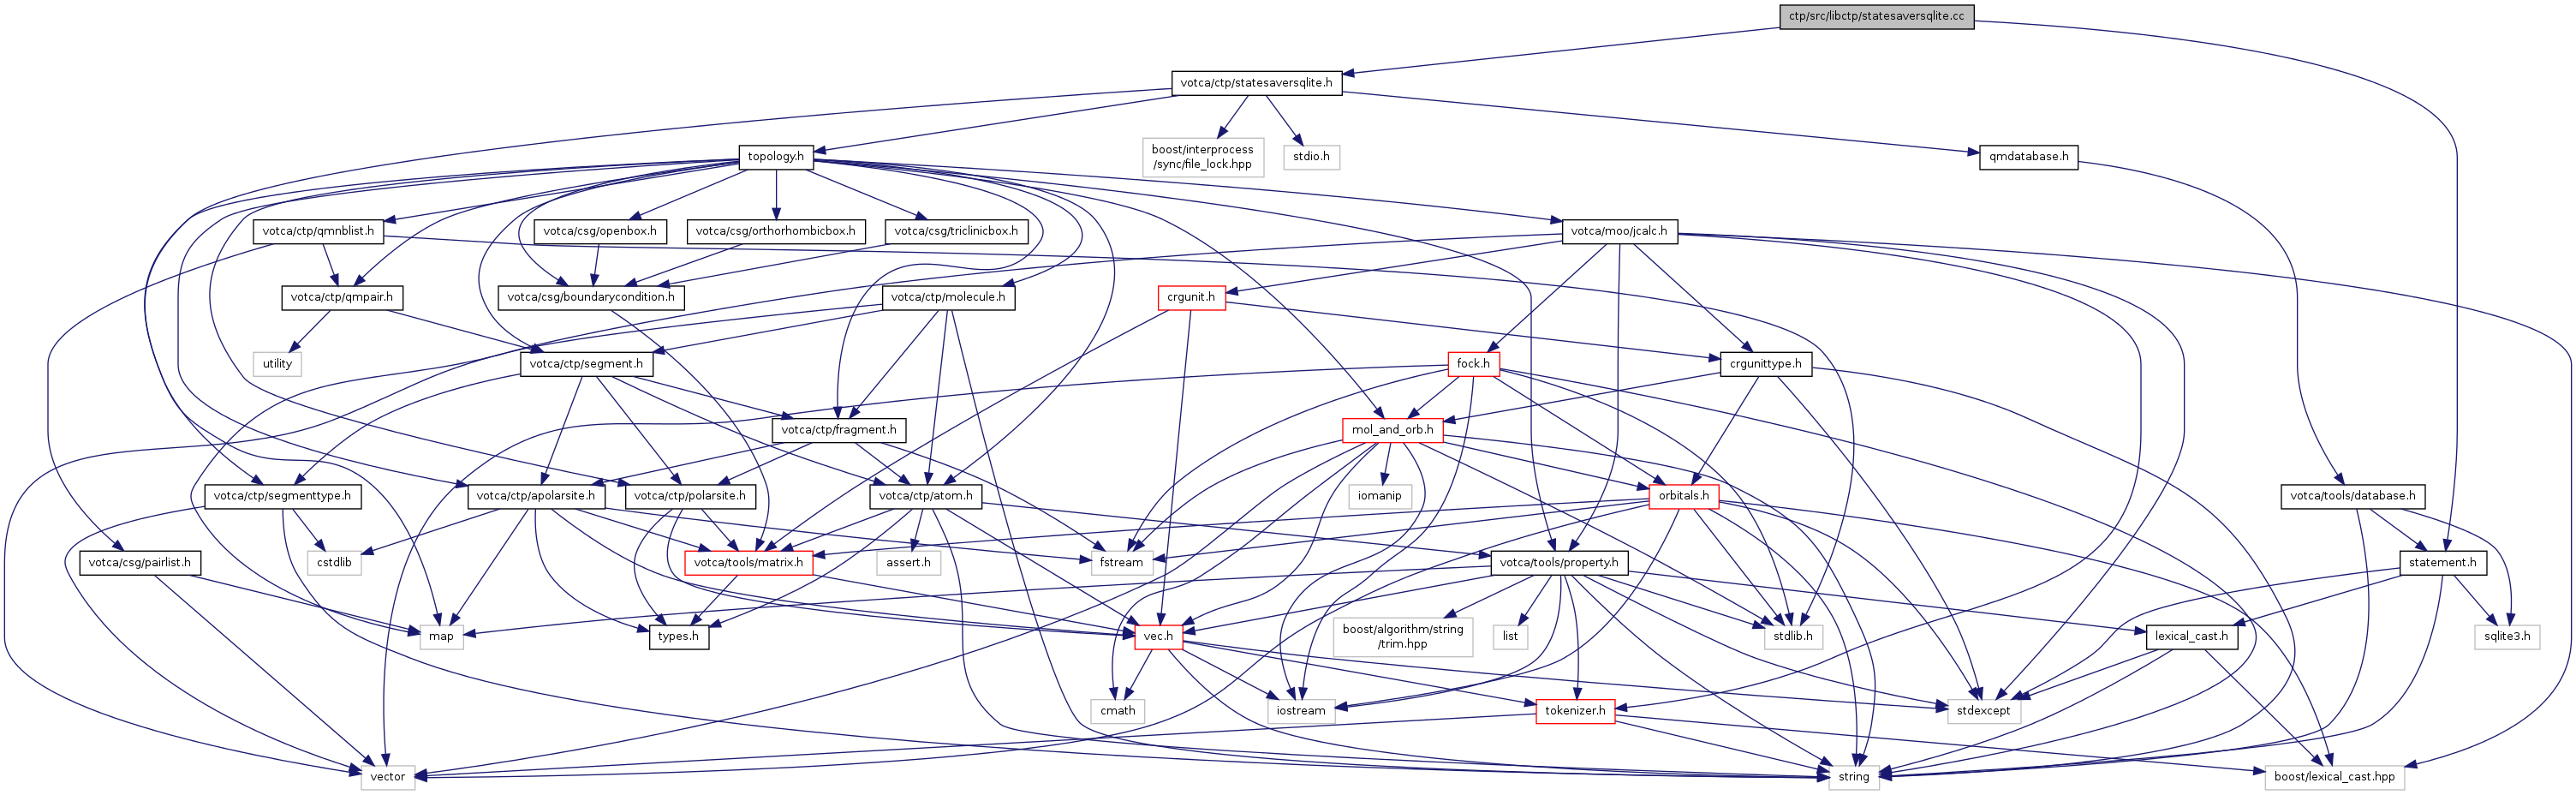 ctp/src/libctp/statesaversqlite.cc
votca/ctp/statesaversqlite.h
topology.h
boost/interprocess
/sync/file_lock.hpp
stdio.h
qmdatabase.h
votca/ctp/qmnblist.h
votca/csg/openbox.h
votca/csg/orthorhombicbox.h
votca/csg/triclinicbox.h
votca/moo/jcalc.h
votca/ctp/qmpair.h
votca/csg/boundarycondition.h
votca/ctp/molecule.h
crgunit.h
utility
votca/ctp/segment.h
fock.h
crgunittype.h
votca/ctp/fragment.h
mol_and_orb.h
votca/ctp/segmenttype.h
votca/ctp/apolarsite.h
votca/ctp/polarsite.h
votca/ctp/atom.h
iomanip
orbitals.h
votca/tools/database.h
votca/csg/pairlist.h
cstdlib
votca/tools/matrix.h
assert.h
fstream
votca/tools/property.h
statement.h
map
types.h
vec.h
boost/algorithm/string
/trim.hpp
list
stdlib.h
lexical_cast.h
sqlite3.h
cmath
iostream
tokenizer.h
stdexcept
vector
string
boost/lexical_cast.hpp